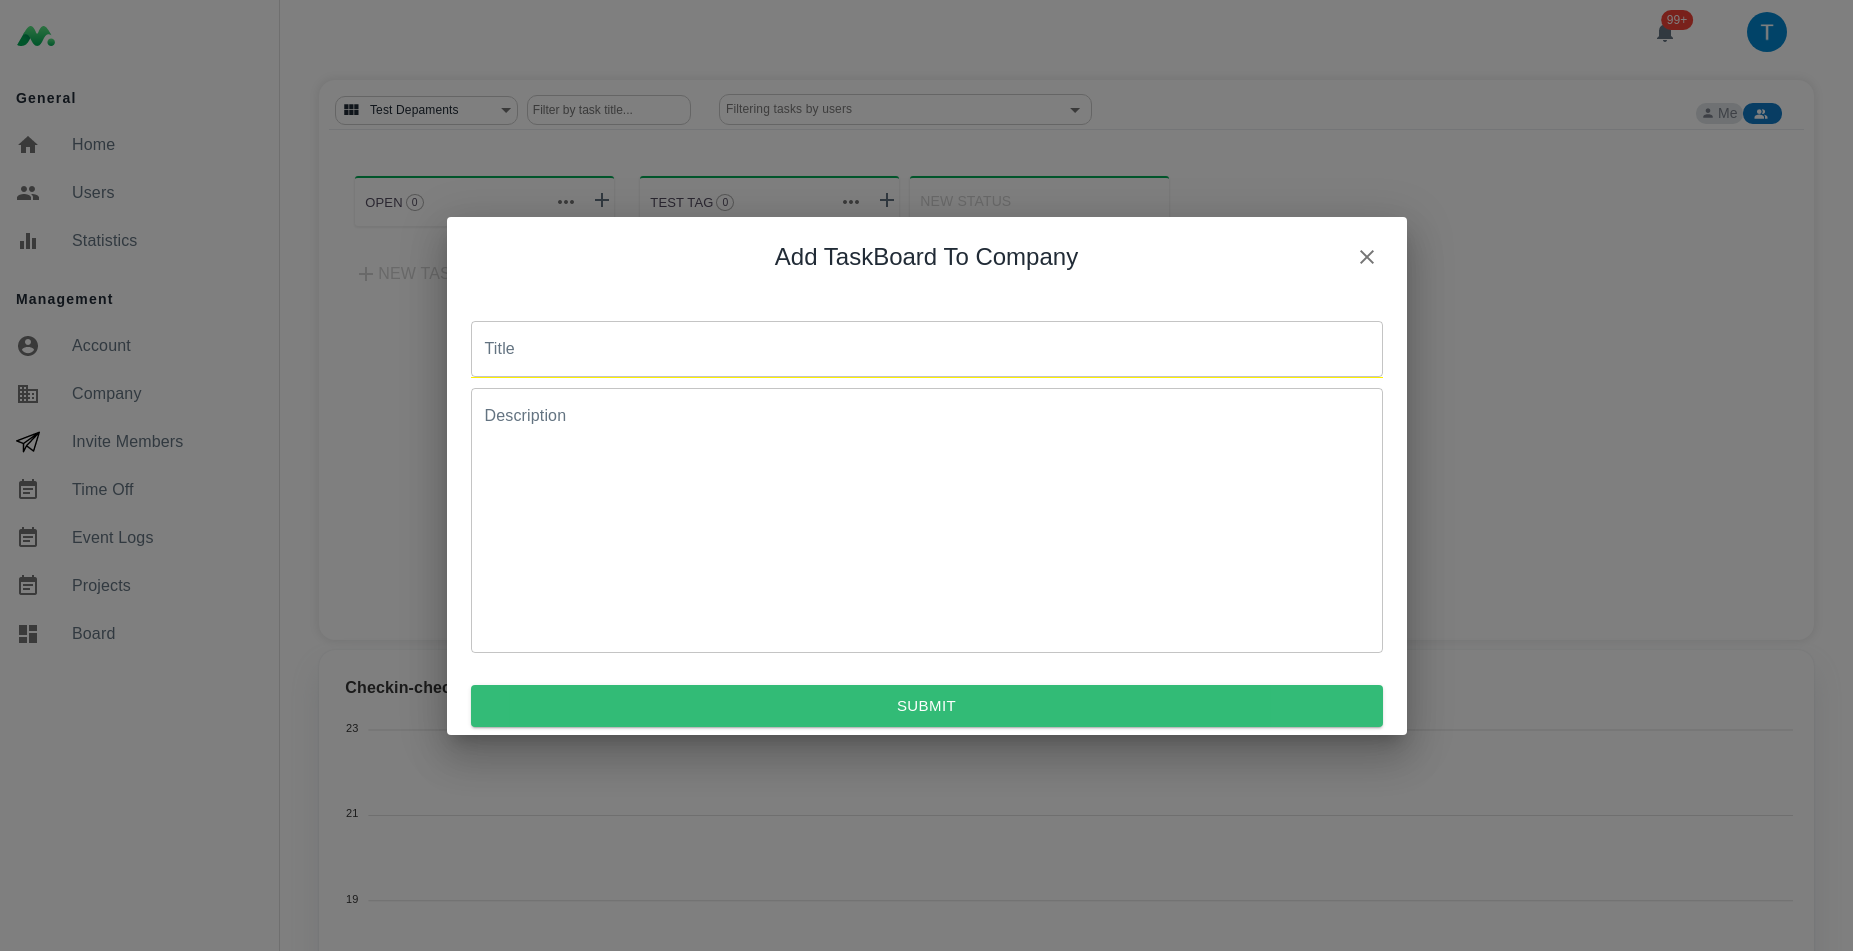 General
Home
Users
Statistics
Management
Account
Company
Invite Members
Time Off
Event Logs
Projects
Board
99+
T
Test Depaments
Filter by task title...
Filtering tasks by users
Me
OPEN 0
TEST TAG 0
NEW STATUS
NEW TAS
Add TaskBoard To Company
Title
Description
SUBMIT
Checkin-chec
23
21
19